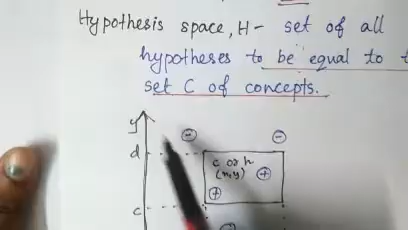 Hypothesis space, H - set of all
hypotheses to be equal to
set C of concepts.
y
d
c or h
(x,y)
c